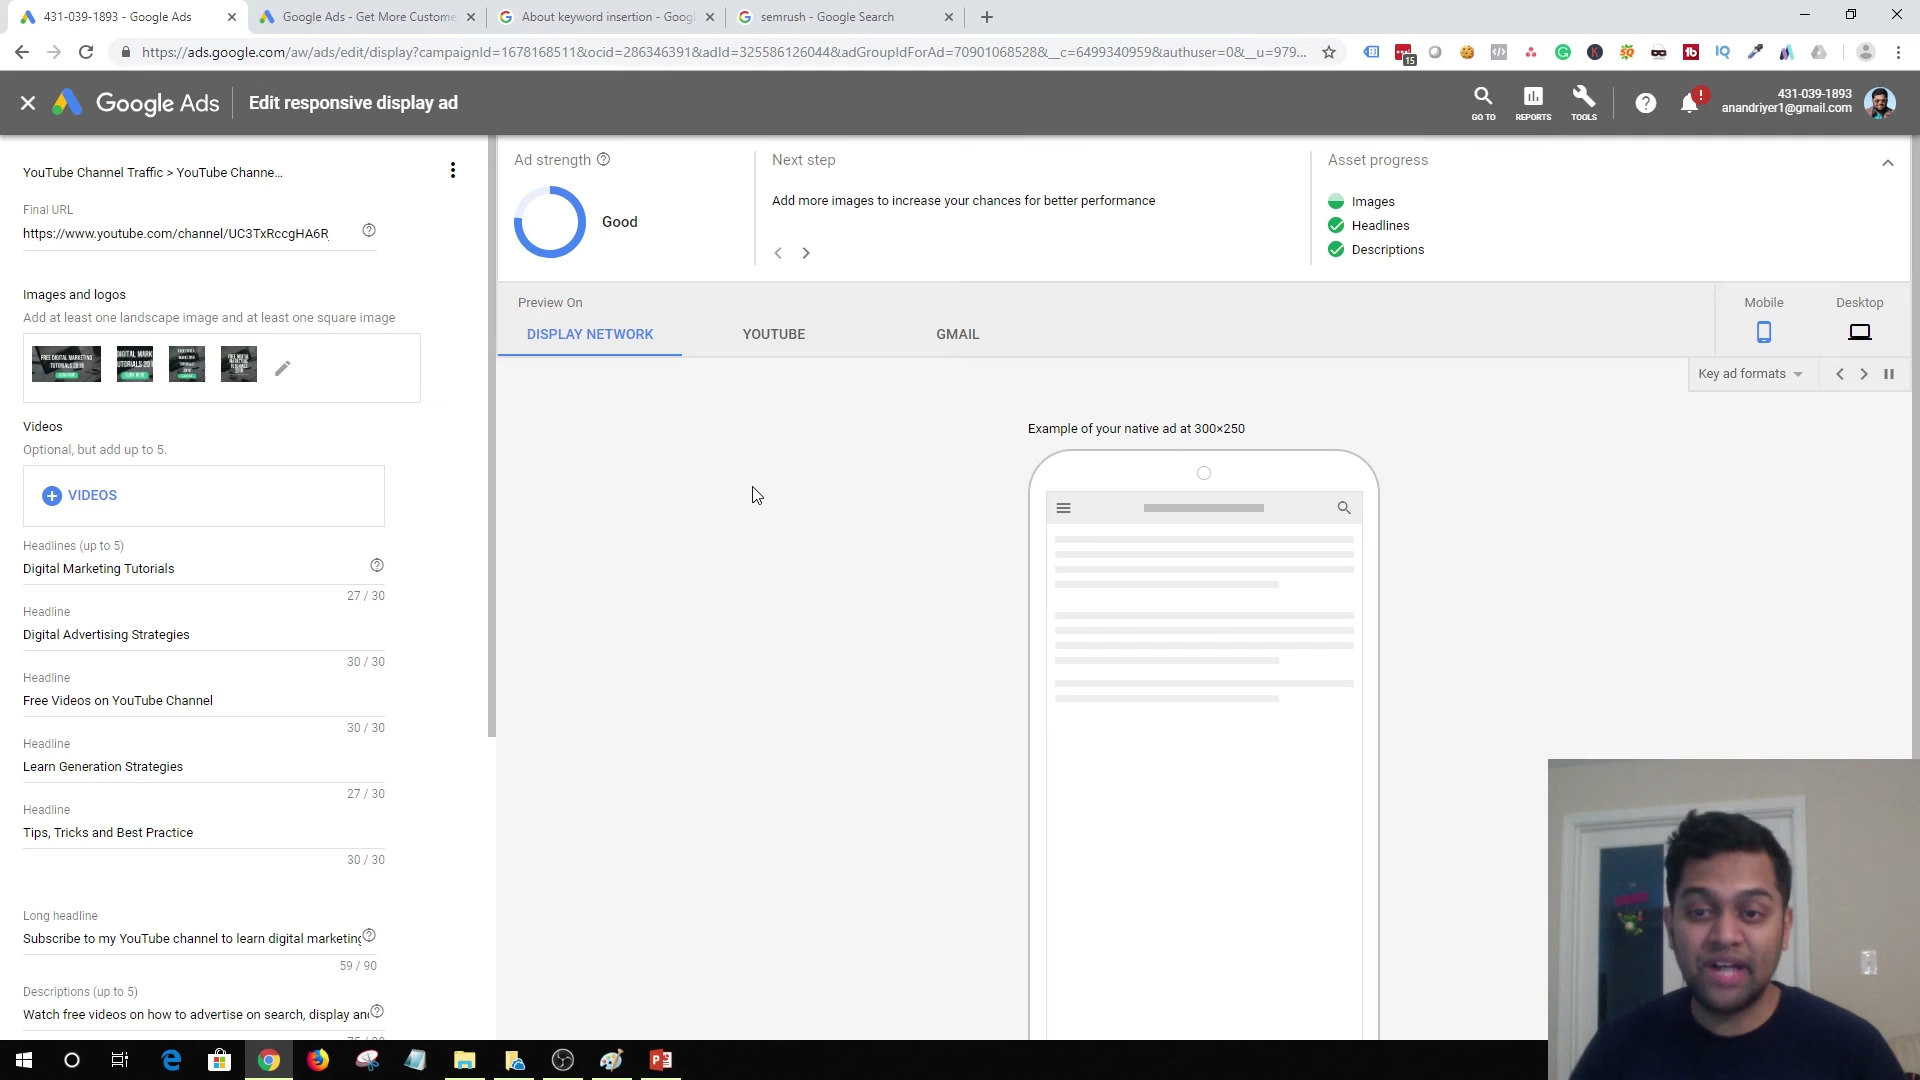 431-039-1893 - Google Ads
Google Ads - Get More Custome
About keyword insertion - Goog
semrush - Google Search
https://ads.google.com/aw/ads/edit/display?campaignId=1678168511&ocid=286346391&adId=325586126044&adGroupIdForAd=70901068528&__c=6499340959&authuser=0&__u=979...
15
Google Ads
Edit responsive display ad
GO TO
REPORTS
TOOLS
431-039-1893
anandriyer1@gmail.com
YouTube Channel Traffic > YouTube Channe...
Final URL
https://www.youtube.com/channel/UC3TxRccgHA6R
Images and logos
Add at least one landscape image and at least one square image
FREE DIGITAL MARKETING
TUTORIALS 2019
Videos
Optional, but add up to 5.
VIDEOS
Headlines (up to 5)
Digital Marketing Tutorials
27 / 30
Headline
Digital Advertising Strategies
30 / 30
Headline
Free Videos on YouTube Channel
30 / 30
Headline
Learn Generation Strategies
27 / 30
Headline
Tips, Tricks and Best Practice
30 / 30
Long headline
Subscribe to my YouTube channel to learn digital marketing
59 / 90
Descriptions (up to 5)
Watch free videos on how to advertise on search, display an
Ad strength
Good
Next step
Add more images to increase your chances for better performance
Asset progress
Images
Headlines
Descriptions
Preview On
DISPLAY NETWORK
YOUTUBE
GMAIL
Mobile
Desktop
Key ad formats
Example of your native ad at 300×250